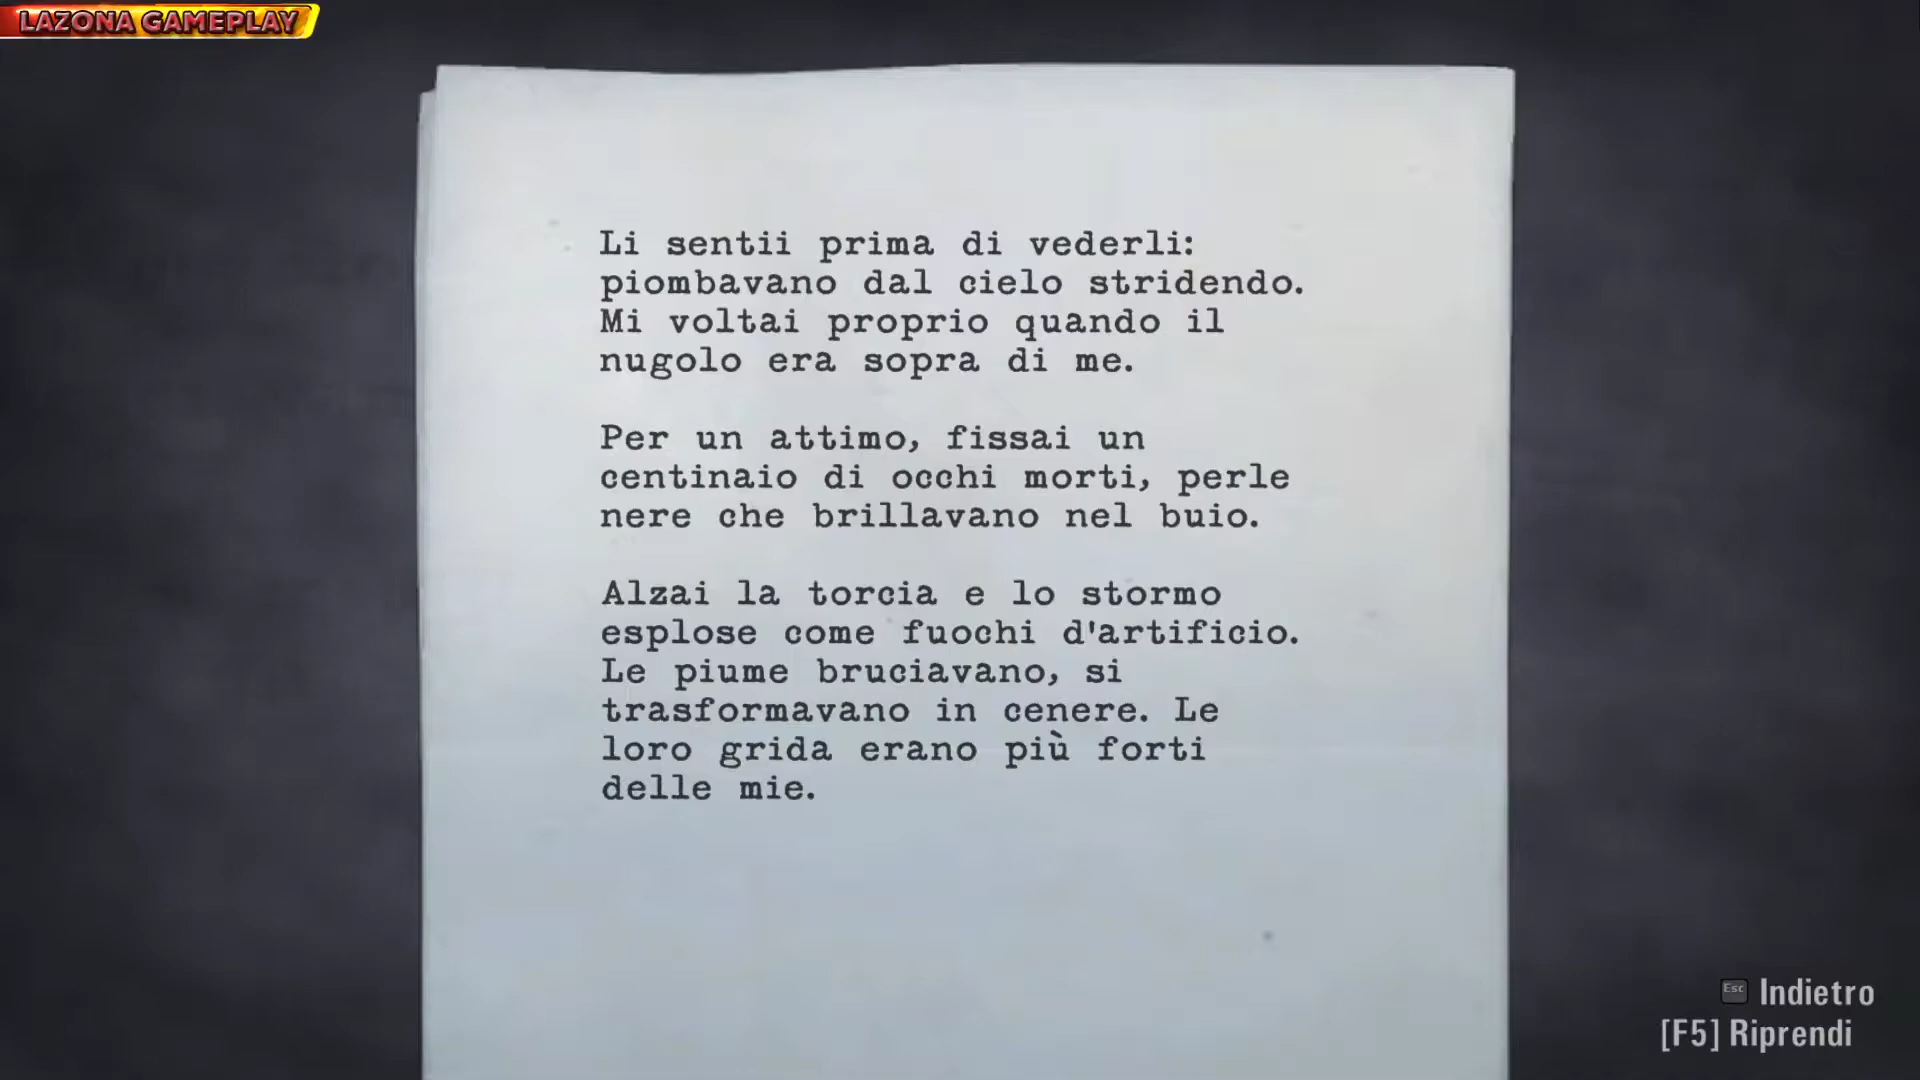 LAZONA GAMEPLAY
Li sentii prima di vederli:
piombavano dal cielo stridendo.
Mi voltai proprio quando il
nugolo era sopra di me.
Per un attimo, fissai un
centinaio di occhi morti, perle
nere che brillavano nel buio.
Alzai la torcia e lo stormo
esplose come fuochi d'artificio.
Le piume bruciavano, si
trasformavano in cenere. Le
loro grida erano più forti
delle mie.
Esc Indietro
[F5] Riprendi